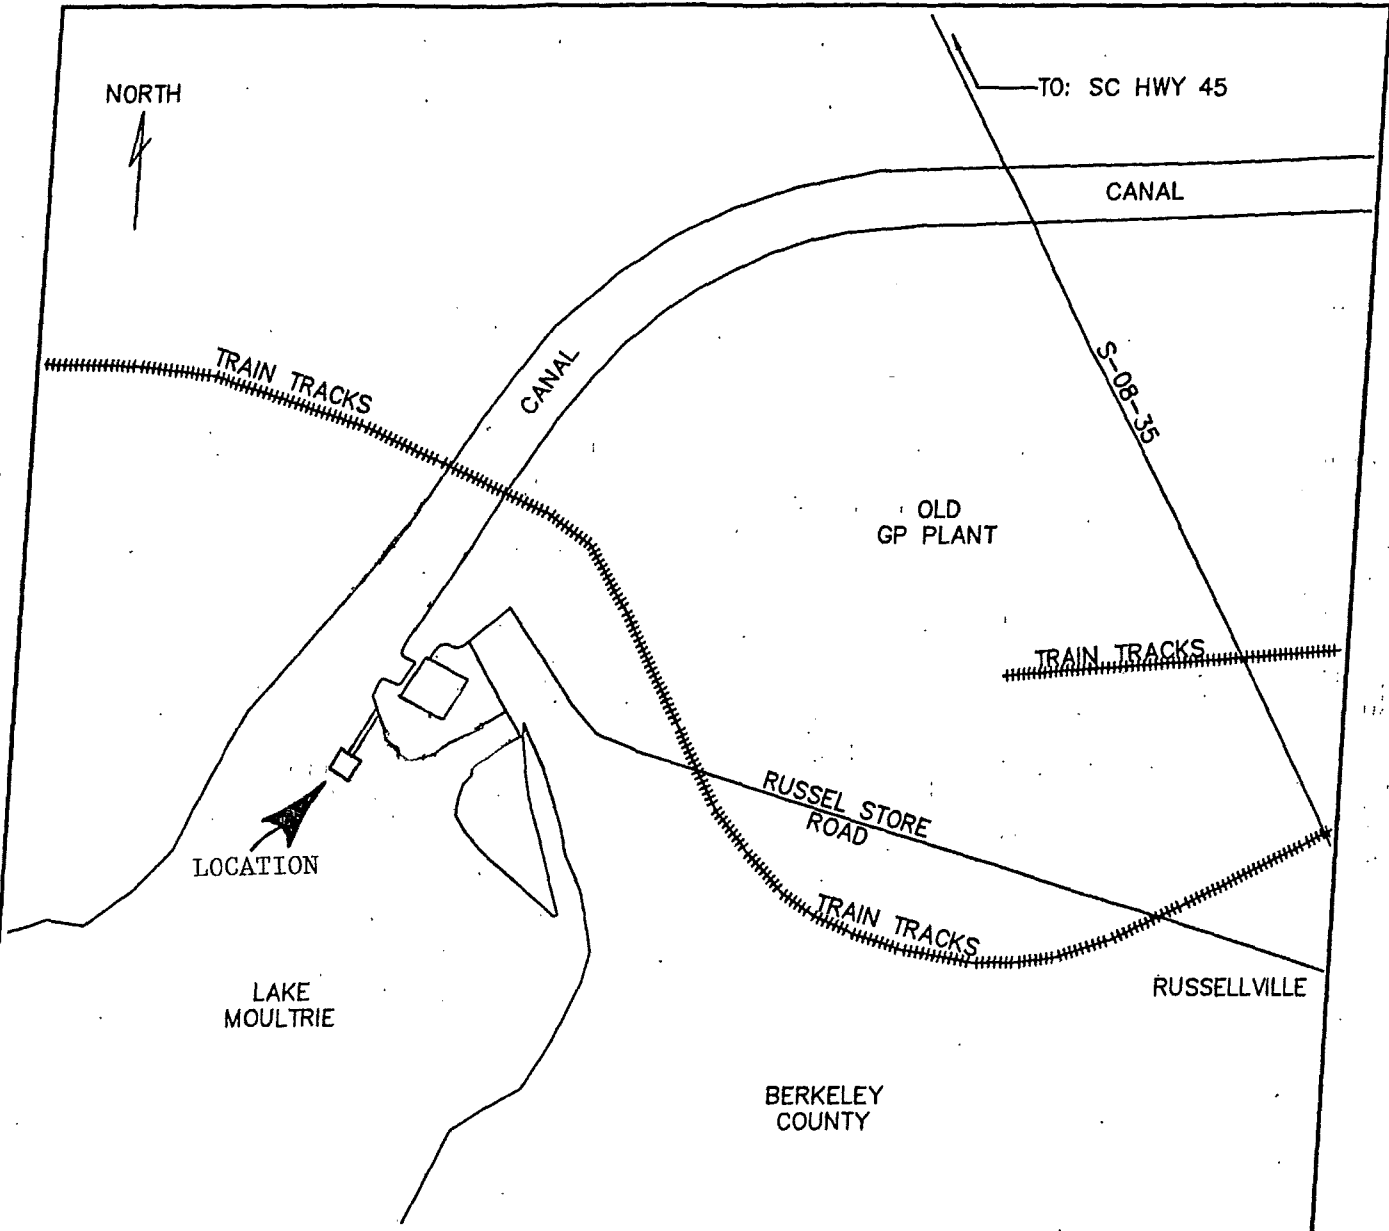 NORTH
TO: SC HWY 45
CANAL
TRAIN TRACKS
CANAL
S-08-35
OLD
GP PLANT
TRAIN TRACKS
RUSSEL STORE
ROAD
LOCATION
TRAIN TRACKS
LAKE
MOULTRIE
RUSSELLVILLE
BERKELEY
COUNTY